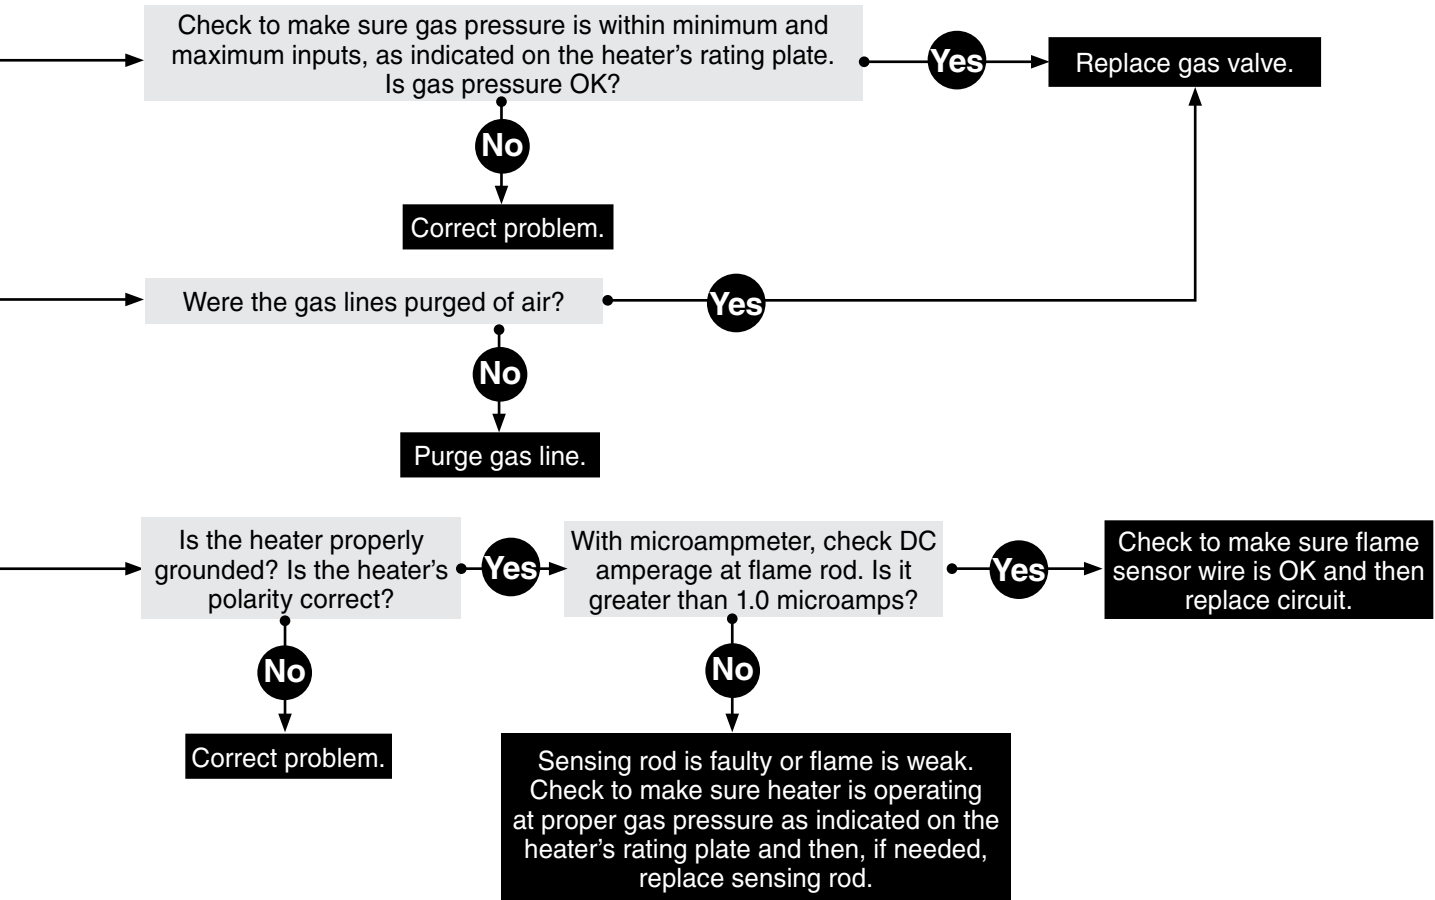 Check to make sure gas pressure is within minimum and
maximum inputs, as indicated on the heater’s rating plate.
Is gas pressure OK?
Yes
Replace gas valve.
No
Correct problem.
Were the gas lines purged of air?
Yes
No
Purge gas line.
Is the heater properly
grounded? Is the heater’s
polarity correct?
Yes
With microampmeter, check DC
amperage at flame rod. Is it
greater than 1.0 microamps?
Yes
Check to make sure flame
sensor wire is OK and then
replace circuit.
No
Correct problem.
No
Sensing rod is faulty or flame is weak.
Check to make sure heater is operating
at proper gas pressure as indicated on the
heater’s rating plate and then, if needed,
replace sensing rod.